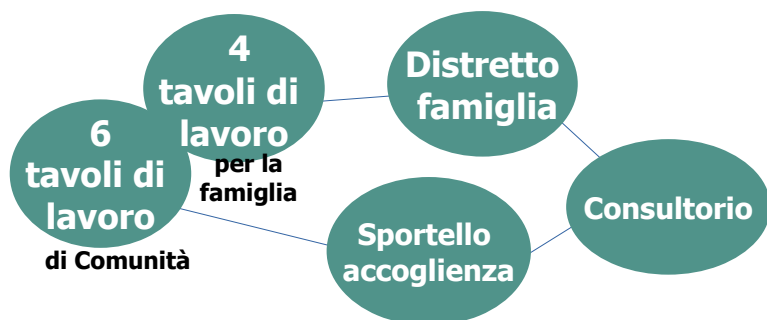 4
tavoli di
lavoro
per la
famiglia
6
tavoli di
lavoro
di Comunità
Distretto
famiglia
Sportello
accoglienza
Consultorio